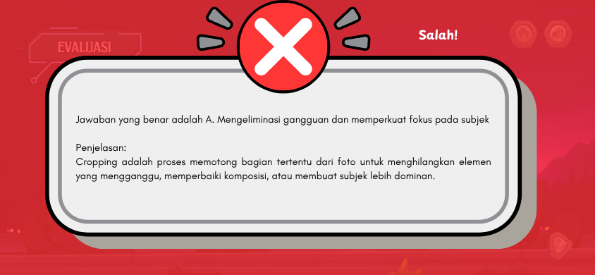 EVALUASI
Salah!
Jawaban yang benar adalah A. Mengeliminasi gangguan dan memperkuat fokus pada subjek
Penjelasan:
Cropping adalah proses memotong bagian tertentu dari foto untuk menghilangkan elemen
yang mengganggu, memperbaiki komposisi, atau membuat subjek lebih dominan.